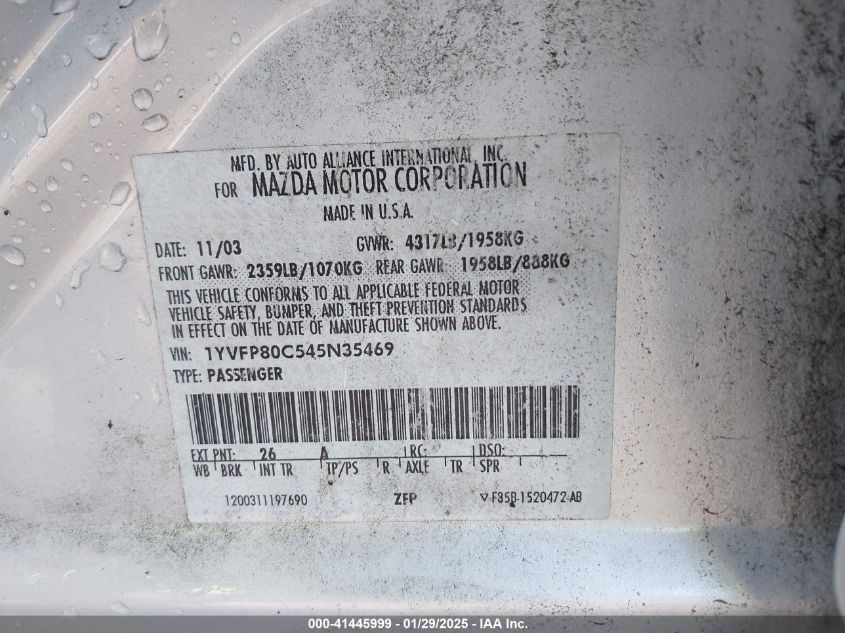 MFD. BY AUTO ALLIANCE INTERNATIONAL, INC.
FOR MAZDA MOTOR CORPORATION
MADE IN U.S.A.
DATE: 11/03 GVWR: 4317LB/1958KG
FRONT GAWR: 2359LB/1070KG REAR GAWR: 1958LB/888KG
THIS VEHICLE CONFORMS TO ALL APPLICABLE FEDERAL MOTOR
VEHICLE SAFETY, BUMPER, AND THEFT PREVENTION STANDARDS
IN EFFECT ON THE DATE OF MANUFACTURE SHOWN ABOVE.
VIN: 1YVFP80C545N35469
TYPE: PASSENGER
EXT PNT: 26 A RC: DSO:
WB BRK INT TR TP/PS R AXLE TR SPR
1200311197690 ZFP F85B-1520472-AB
000-41445999 - 01/29/2025 - IAA Inc.